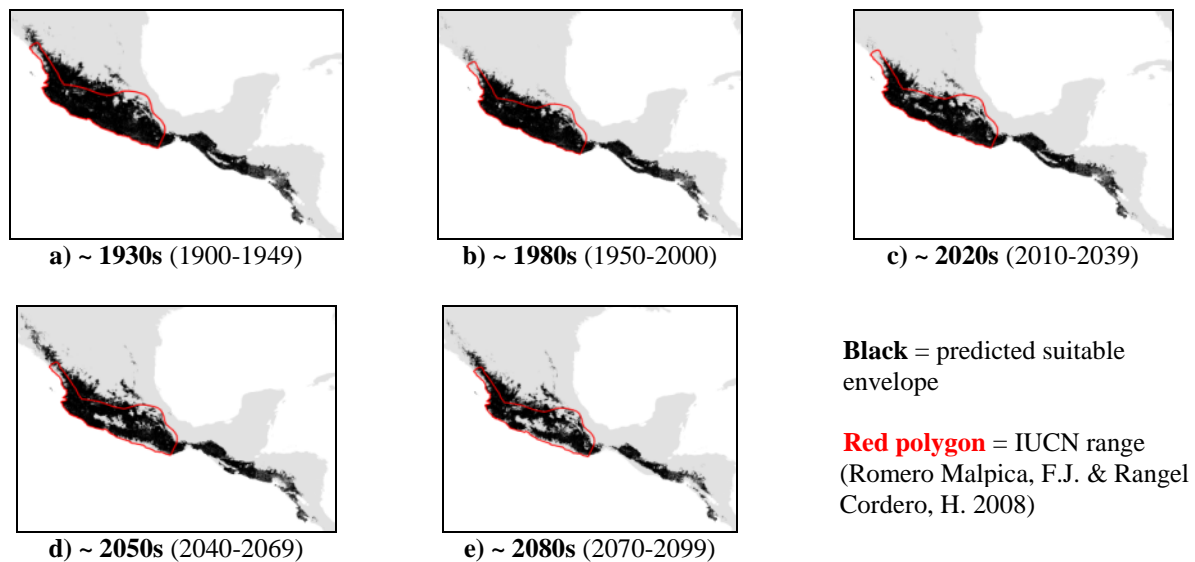 a) ~ 1930s (1900-1949)
b) ~ 1980s (1950-2000)
c) ~ 2020s (2010-2039)
d) ~ 2050s (2040-2069)
e) ~ 2080s (2070-2099)
Black = predicted suitable
envelope
Red polygon = IUCN range
(Romero Malpica, F.J. & Rangel
Cordero, H. 2008)